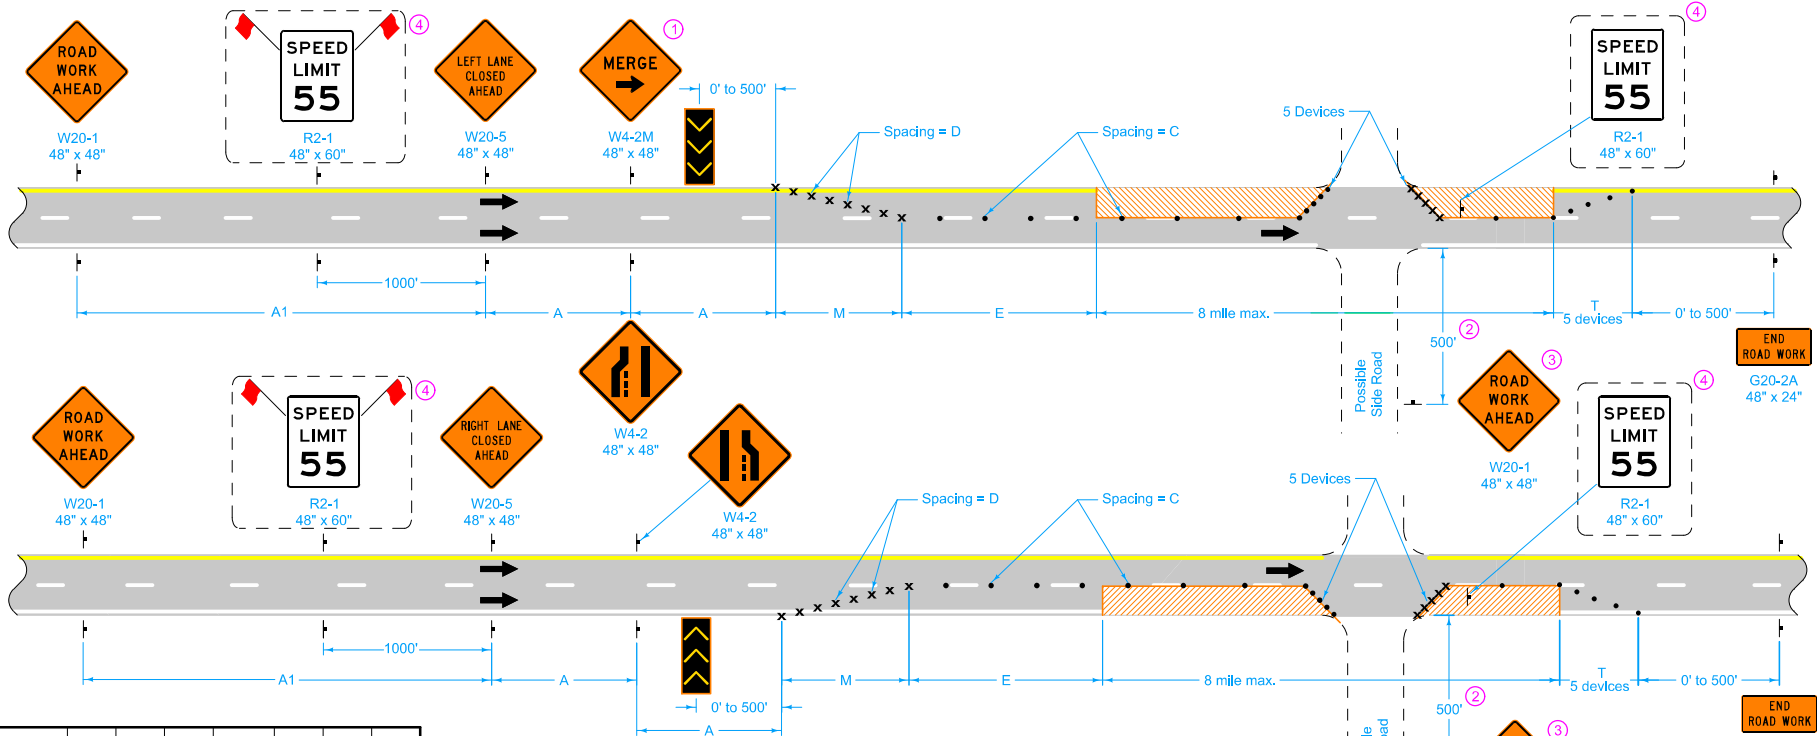 ROAD
WORK
AHEAD
W20-1
48" x 48"
SPEED
LIMIT
55
R2-1
48" x 60"
4
LEFT LANE
CLOSED
AHEAD
W20-5
48" x 48"
MERGE
W4-2M
48" x 48"
1
0' to 500'
Spacing = D
Spacing = C
5 Devices
SPEED
LIMIT
55
R2-1
48" x 60"
4
1000'
A1
A
A
M
E
8 mile max.
T
5 devices
0' to 500'
500'
2
Possible
Side Road
END
ROAD WORK
G20-2A
48" x 24"
ROAD
WORK
AHEAD
W20-1
48" x 48"
3
W4-2
48" x 48"
ROAD
WORK
AHEAD
W20-1
48" x 48"
SPEED
LIMIT
55
R2-1
48" x 60"
4
RIGHT LANE
CLOSED
AHEAD
W20-5
48" x 48"
W4-2
48" x 48"
Spacing = D
Spacing = C
5 Devices
SPEED
LIMIT
55
R2-1
48" x 60"
4
1000'
A1
A
M
E
8 mile max.
T
5 devices
0' to 500'
0' to 500'
A
500'
2
3
END
ROAD WORK